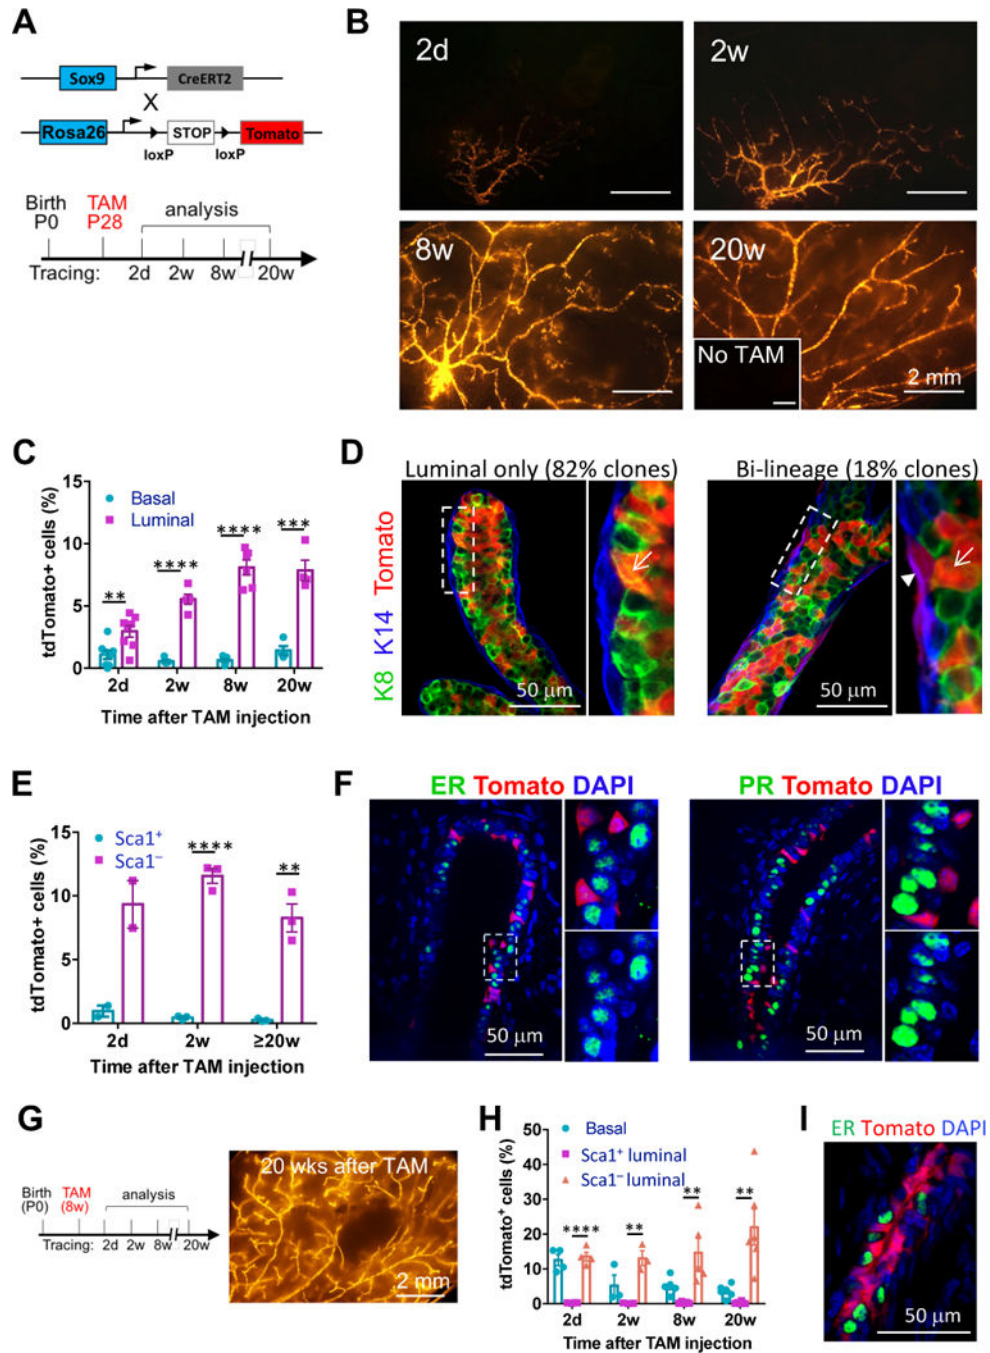 A
Sox9
CreERT2
X
Rosa26
STOP
Tomato
loxP
loxP
Birth
P0
TAM
P28
analysis
Tracing:
2d
2w
8w
20w
B
2d
2w
8w
20w
No TAM
2 mm
C
tdTomato+ cells (%)
15
10
5
0
Basal
Luminal
**
****
****
***
2d
2w
8w
20w
Time after TAM injection
D
Luminal only (82% clones)
Bi-lineage (18% clones)
K8 K14 Tomato
50 µm
50 µm
E
tdTomato+ cells (%)
15
10
5
0
Sca1⁺
Sca1⁻
****
**
2d
2w
≥20w
Time after TAM injection
F
ER Tomato DAPI
PR Tomato DAPI
50 µm
50 µm
G
Birth
(P0)
TAM
(8w)
analysis
Tracing:
2d
2w
8w
20w
20 wks after TAM
2 mm
H
tdTomato⁺ cells (%)
50
40
30
20
10
0
Basal
Sca1⁺ luminal
Sca1⁻ luminal
****
**
**
**
2d
2w
8w
20w
Time after TAM injection
I
ER Tomato DAPI
50 µm